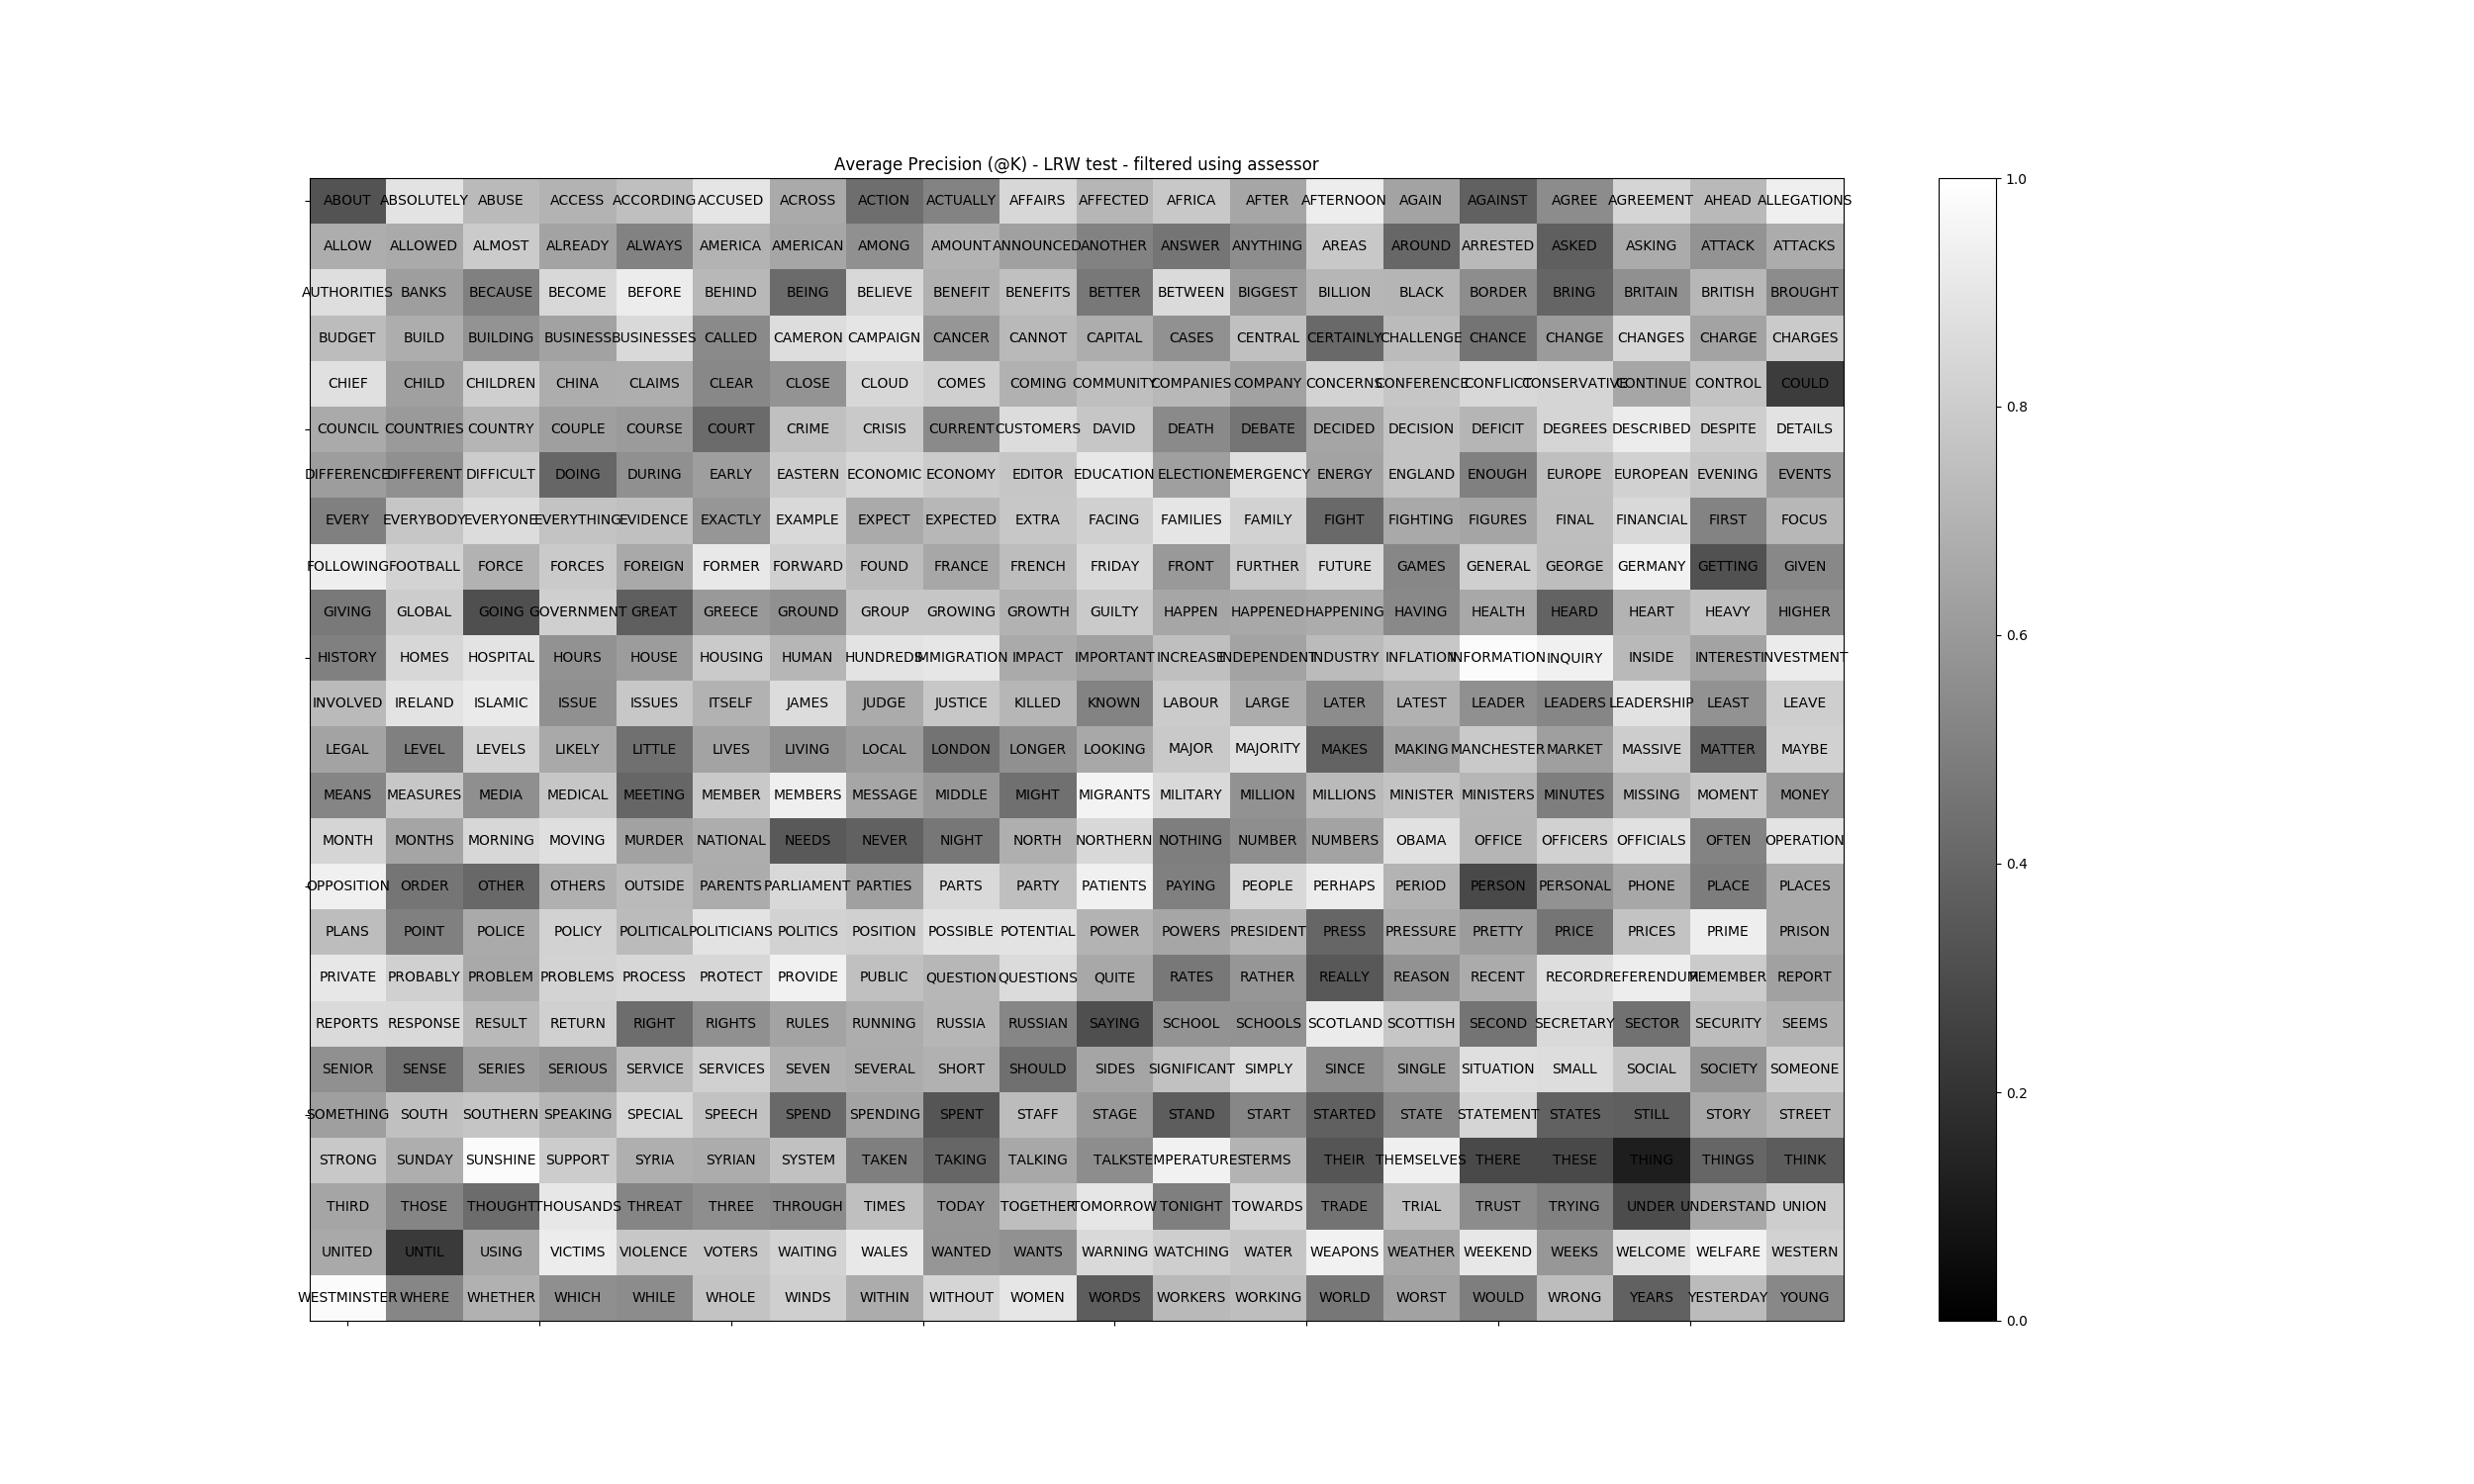 Average Precision (@K) - LRW test - filtered using assessor
ABOUT ABSOLUTELY ABUSE ACCESS ACCORDING ACCUSED ACROSS ACTION ACTUALLY AFFAIRS AFFECTED AFRICA AFTER AFTERNOON AGAIN AGAINST AGREE AGREEMENT AHEAD ALLEGATIONS
ALLOW ALLOWED ALMOST ALREADY ALWAYS AMERICA AMERICAN AMONG AMOUNT ANNOUNCED ANOTHER ANSWER ANYTHING AREAS AROUND ARRESTED ASKED ASKING ATTACK ATTACKS
AUTHORITIES BANKS BECAUSE BECOME BEFORE BEHIND BEING BELIEVE BENEFIT BENEFITS BETTER BETWEEN BIGGEST BILLION BLACK BORDER BRING BRITAIN BRITISH BROUGHT
BUDGET BUILD BUILDING BUSINESS BUSINESSES CALLED CAMERON CAMPAIGN CANCER CANNOT CAPITAL CASES CENTRAL CERTAINLY CHALLENGE CHANCE CHANGE CHANGES CHARGE CHARGES
CHIEF CHILD CHILDREN CHINA CLAIMS CLEAR CLOSE CLOUD COMES COMING COMMUNITY COMPANIES COMPANY CONCERNS CONFERENCE CONFLICT CONSERVATIVE CONTINUE CONTROL COULD
COUNCIL COUNTRIES COUNTRY COUPLE COURSE COURT CRIME CRISIS CURRENT CUSTOMERS DAVID DEATH DEBATE DECIDED DECISION DEFICIT DEGREES DESCRIBED DESPITE DETAILS
DIFFERENCE DIFFERENT DIFFICULT DOING DURING EARLY EASTERN ECONOMIC ECONOMY EDITOR EDUCATION ELECTION EMERGENCY ENERGY ENGLAND ENOUGH EUROPE EUROPEAN EVENING EVENTS
EVERY EVERYBODY EVERYONE EVERYTHING EVIDENCE EXACTLY EXAMPLE EXPECT EXPECTED EXTRA FACING FAMILIES FAMILY FIGHT FIGHTING FIGURES FINAL FINANCIAL FIRST FOCUS
FOLLOWING FOOTBALL FORCE FORCES FOREIGN FORMER FORWARD FOUND FRANCE FRENCH FRIDAY FRONT FURTHER FUTURE GAMES GENERAL GEORGE GERMANY GETTING GIVEN
GIVING GLOBAL GOING GOVERNMENT GREAT GREECE GROUND GROUP GROWING GROWTH GUILTY HAPPEN HAPPENED HAPPENING HAVING HEALTH HEARD HEART HEAVY HIGHER
HISTORY HOMES HOSPITAL HOURS HOUSE HOUSING HUMAN HUNDREDS IMMIGRATION IMPACT IMPORTANT INCREASE INDEPENDENT INDUSTRY INFLATION INFORMATION INQUIRY INSIDE INTEREST INVESTMENT
INVOLVED IRELAND ISLAMIC ISSUE ISSUES ITSELF JAMES JUDGE JUSTICE KILLED KNOWN LABOUR LARGE LATER LATEST LEADER LEADERS LEADERSHIP LEAST LEAVE
LEGAL LEVEL LEVELS LIKELY LITTLE LIVES LIVING LOCAL LONDON LONGER LOOKING MAJOR MAJORITY MAKES MAKING MANCHESTER MARKET MASSIVE MATTER MAYBE
MEANS MEASURES MEDIA MEDICAL MEETING MEMBER MEMBERS MESSAGE MIDDLE MIGHT MIGRANTS MILITARY MILLION MILLIONS MINISTER MINISTERS MINUTES MISSING MOMENT MONEY
MONTH MONTHS MORNING MOVING MURDER NATIONAL NEEDS NEVER NIGHT NORTH NORTHERN NOTHING NUMBER NUMBERS OBAMA OFFICE OFFICERS OFFICIALS OFTEN OPERATION
OPPOSITION ORDER OTHER OTHERS OUTSIDE PARENTS PARLIAMENT PARTIES PARTS PARTY PATIENTS PAYING PEOPLE PERHAPS PERIOD PERSON PERSONAL PHONE PLACE PLACES
PLANS POINT POLICE POLICY POLITICAL POLITICIANS POLITICS POSITION POSSIBLE POTENTIAL POWER POWERS PRESIDENT PRESS PRESSURE PRETTY PRICE PRICES PRIME PRISON
PRIVATE PROBABLY PROBLEM PROBLEMS PROCESS PROTECT PROVIDE PUBLIC QUESTION QUESTIONS QUITE RATES RATHER REALLY REASON RECENT RECORD REFERENDUM REMEMBER REPORT
REPORTS RESPONSE RESULT RETURN RIGHT RIGHTS RULES RUNNING RUSSIA RUSSIAN SAYING SCHOOL SCHOOLS SCOTLAND SCOTTISH SECOND SECRETARY SECTOR SECURITY SEEMS
SENIOR SENSE SERIES SERIOUS SERVICE SERVICES SEVEN SEVERAL SHORT SHOULD SIDES SIGNIFICANT SIMPLY SINCE SINGLE SITUATION SMALL SOCIAL SOCIETY SOMEONE
SOMETHING SOUTH SOUTHERN SPEAKING SPECIAL SPEECH SPEND SPENDING SPENT STAFF STAGE STAND START STARTED STATE STATEMENT STATES STILL STORY STREET
STRONG SUNDAY SUNSHINE SUPPORT SYRIA SYRIAN SYSTEM TAKEN TAKING TALKING TALKS TEMPERATURES TERMS THEIR THEMSELVES THERE THESE THING THINGS THINK
THIRD THOSE THOUGHT THOUSANDS THREAT THREE THROUGH TIMES TODAY TOGETHER TOMORROW TONIGHT TOWARDS TRADE TRIAL TRUST TRYING UNDER UNDERSTAND UNION
UNITED UNTIL USING VICTIMS VIOLENCE VOTERS WAITING WALES WANTED WANTS WARNING WATCHING WATER WEAPONS WEATHER WEEKEND WEEKS WELCOME WELFARE WESTERN
WESTMINSTER WHERE WHETHER WHICH WHILE WHOLE WINDS WITHIN WITHOUT WOMEN WORDS WORKERS WORKING WORLD WORST WOULD WRONG YEARS YESTERDAY YOUNG
1.0
0.8
0.6
0.4
0.2
0.0